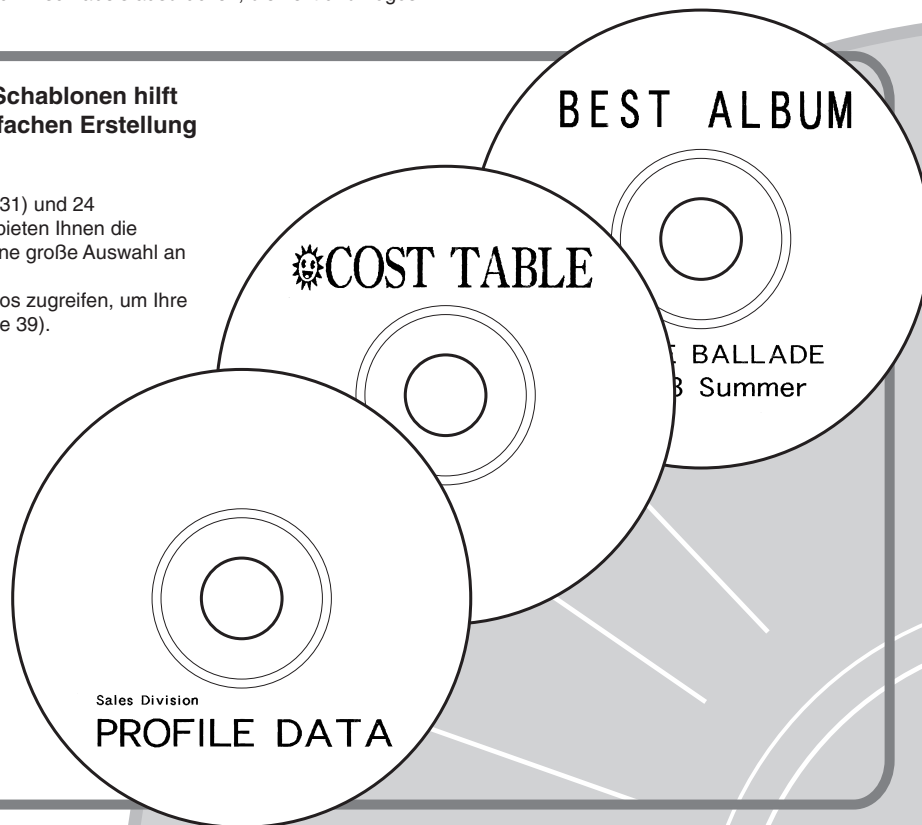 Schablonen hilft
fachen Erstellung
31) und 24
bieten Ihnen die
ne große Auswahl an
os zugreifen, um Ihre
e 39).
BEST ALBUM
BALLADE
Summer
COST TABLE
Sales Division
PROFILE DATA